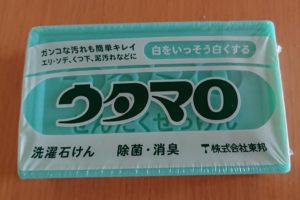 ガンコな汚れも簡単キレイ
エリ・ソデ、くつ下、泥汚れなどに
白をいっそう白くする
ウタマロ
せんたくせっけん
洗濯石けん 除菌・消臭 株式会社東邦